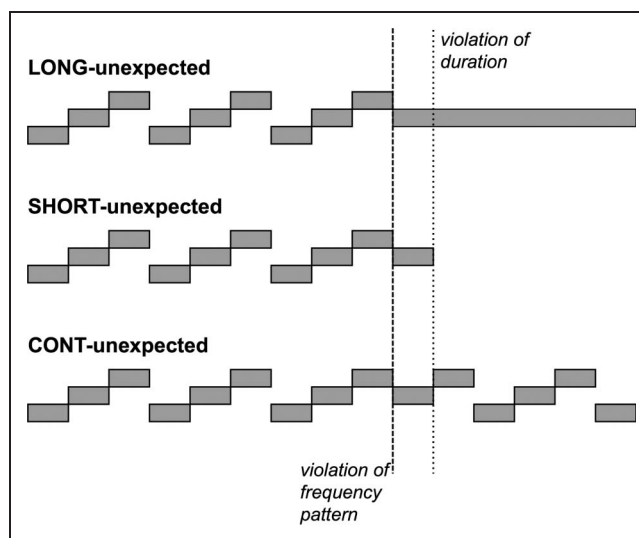 violation of
duration
LONG-unexpected
SHORT-unexpected
CONT-unexpected
violation of
frequency
pattern